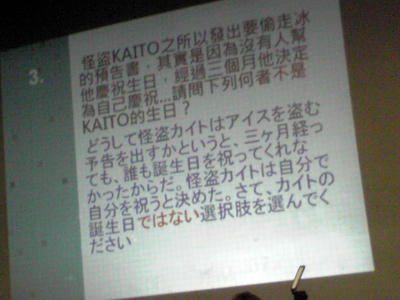 3.
怪盜KAITO之所以發出要偷走冰
的預告書，其實是因為沒有人幫
他慶祝生日，經過三個月他決定
為自己慶祝...請問下列何者不是
KAITO的生日？
どうして怪盗カイトはアイスを盗む
予告を出すかというと、三ヶ月経っ
ても、誰も誕生日を祝ってくれな
かったからだ。怪盗カイトは自分で
自分を祝うと決めた。さて、カイトの
誕生日ではない選択肢を選んでく
ださい